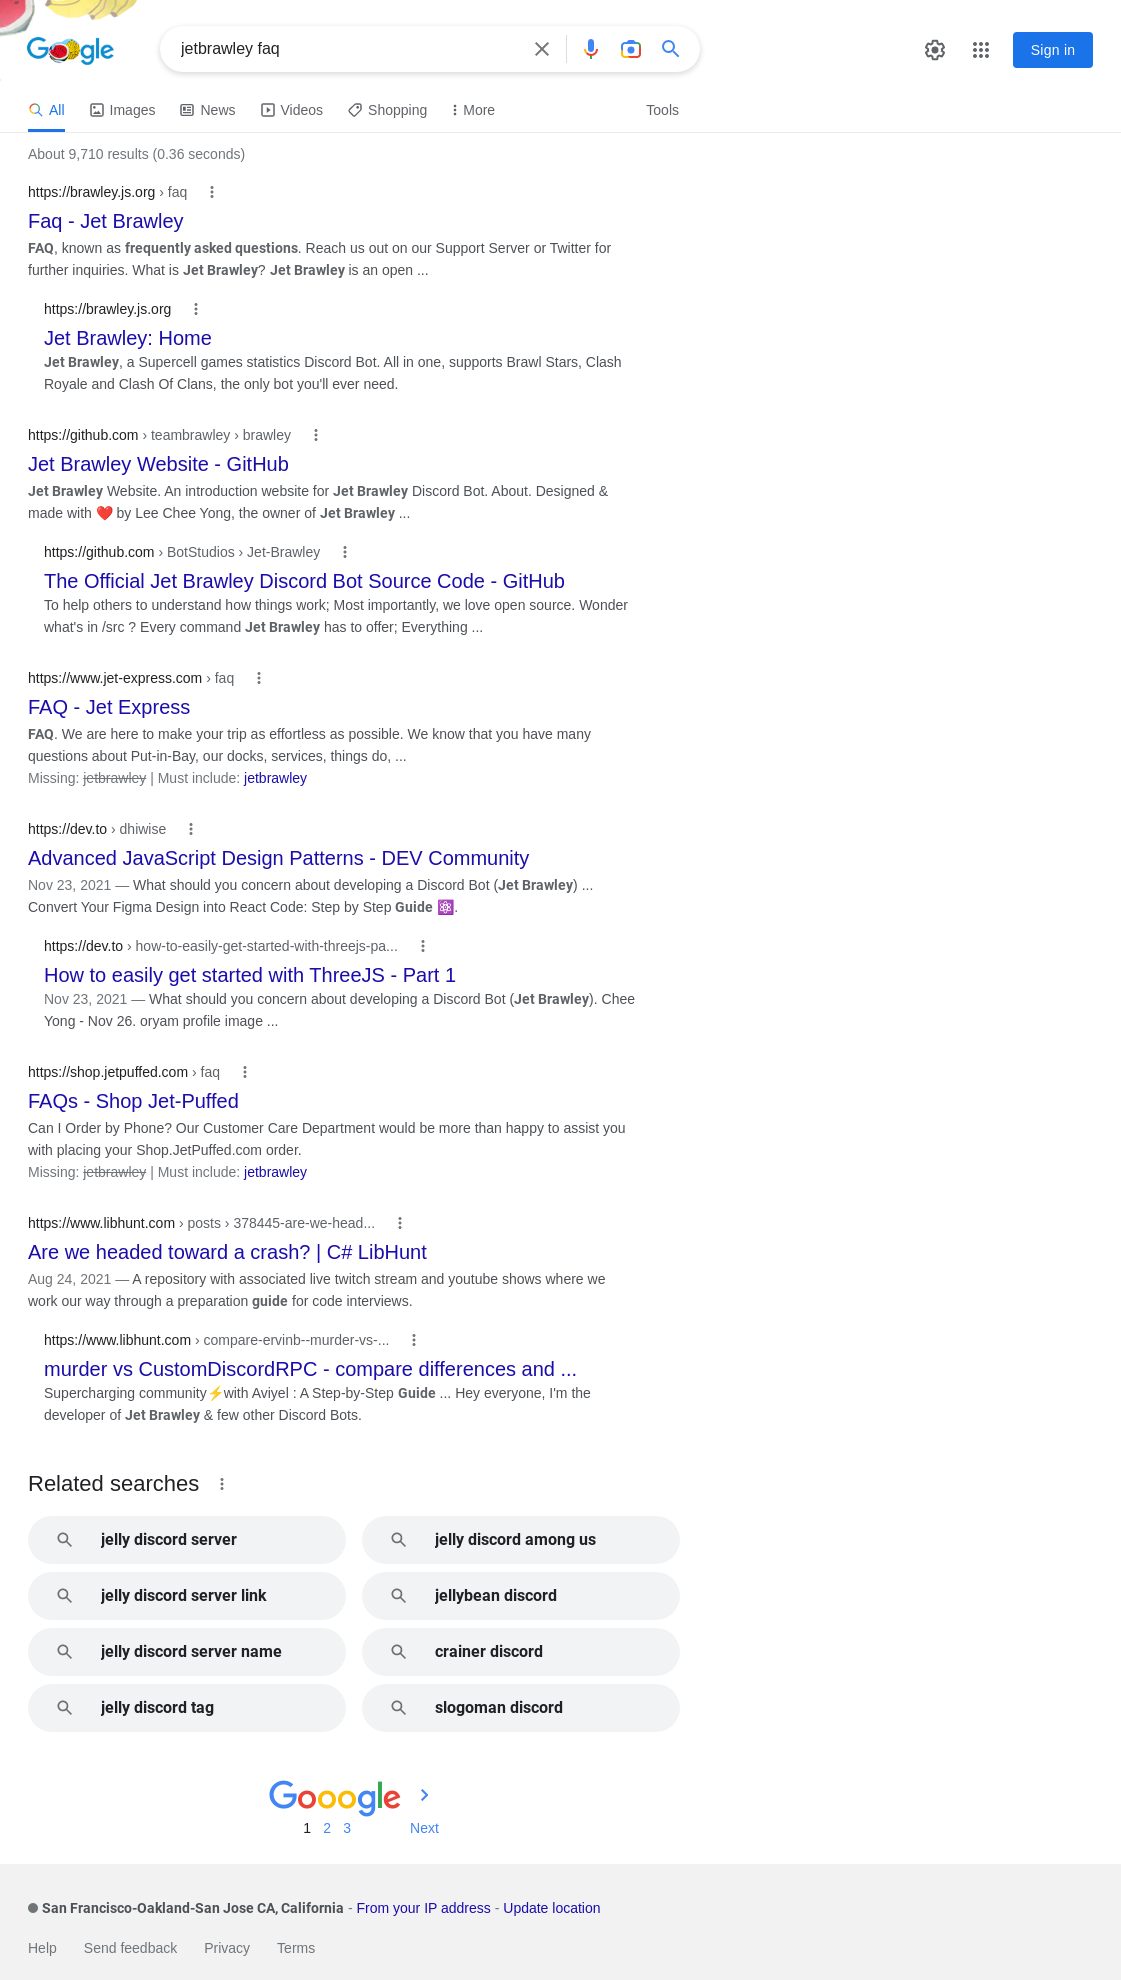 Google
jetbrawley faq
Sign in
All Images News Videos Shopping More Tools
About 9,710 results (0.36 seconds)
https://brawley.js.org › faq
Faq - Jet Brawley
FAQ, known as frequently asked questions. Reach us out on our Support Server or Twitter for
further inquiries. What is Jet Brawley? Jet Brawley is an open ...
https://brawley.js.org
Jet Brawley: Home
Jet Brawley, a Supercell games statistics Discord Bot. All in one, supports Brawl Stars, Clash
Royale and Clash Of Clans, the only bot you'll ever need.
https://github.com › teambrawley › brawley
Jet Brawley Website - GitHub
Jet Brawley Website. An introduction website for Jet Brawley Discord Bot. About. Designed &
made with ❤️ by Lee Chee Yong, the owner of Jet Brawley ...
https://github.com › BotStudios › Jet-Brawley
The Official Jet Brawley Discord Bot Source Code - GitHub
To help others to understand how things work; Most importantly, we love open source. Wonder
what's in /src ? Every command Jet Brawley has to offer; Everything ...
https://www.jet-express.com › faq
FAQ - Jet Express
FAQ. We are here to make your trip as effortless as possible. We know that you have many
questions about Put-in-Bay, our docks, services, things do, ...
Missing: jetbrawley | Must include: jetbrawley
https://dev.to › dhiwise
Advanced JavaScript Design Patterns - DEV Community
Nov 23, 2021 — What should you concern about developing a Discord Bot (Jet Brawley) ...
Convert Your Figma Design into React Code: Step by Step Guide ⚛️.
https://dev.to › how-to-easily-get-started-with-threejs-pa...
How to easily get started with ThreeJS - Part 1
Nov 23, 2021 — What should you concern about developing a Discord Bot (Jet Brawley). Chee
Yong - Nov 26. oryam profile image ...
https://shop.jetpuffed.com › faq
FAQs - Shop Jet-Puffed
Can I Order by Phone? Our Customer Care Department would be more than happy to assist you
with placing your Shop.JetPuffed.com order.
Missing: jetbrawley | Must include: jetbrawley
https://www.libhunt.com › posts › 378445-are-we-head...
Are we headed toward a crash? | C# LibHunt
Aug 24, 2021 — A repository with associated live twitch stream and youtube shows where we
work our way through a preparation guide for code interviews.
https://www.libhunt.com › compare-ervinb--murder-vs-...
murder vs CustomDiscordRPC - compare differences and ...
Supercharging community⚡with Aviyel : A Step-by-Step Guide ... Hey everyone, I'm the
developer of Jet Brawley & few other Discord Bots.
Related searches
jelly discord server
jelly discord among us
jelly discord server link
jellybean discord
jelly discord server name
crainer discord
jelly discord tag
slogoman discord
Gooogle
1 2 3 Next
San Francisco-Oakland-San Jose CA, California - From your IP address - Update location
Help Send feedback Privacy Terms